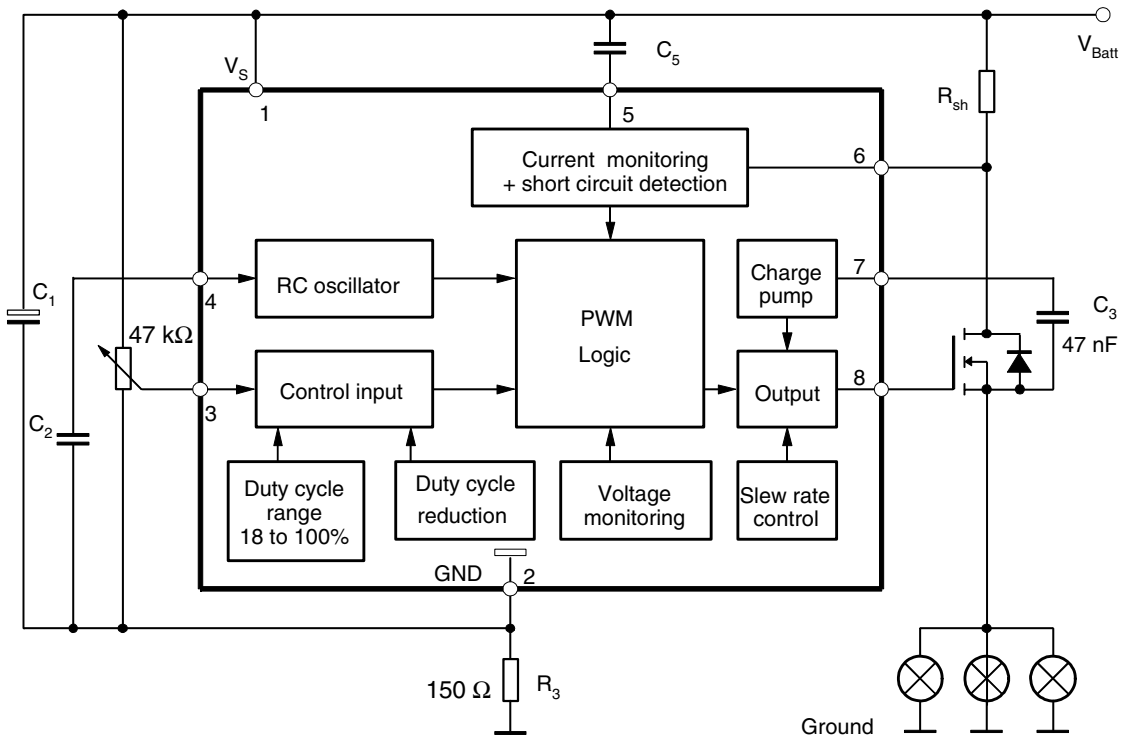 V_Batt
C_5
V_S
1
5
R_sh
6
Current monitoring
+ short circuit detection
7
C_1
4
RC oscillator
Charge
pump
C_3
47 nF
47 kΩ
PWM
Logic
8
3
Control input
Output
C_2
Duty cycle
range
18 to 100%
Duty cycle
reduction
Voltage
monitoring
Slew rate
control
GND
2
150 Ω
R_3
Ground